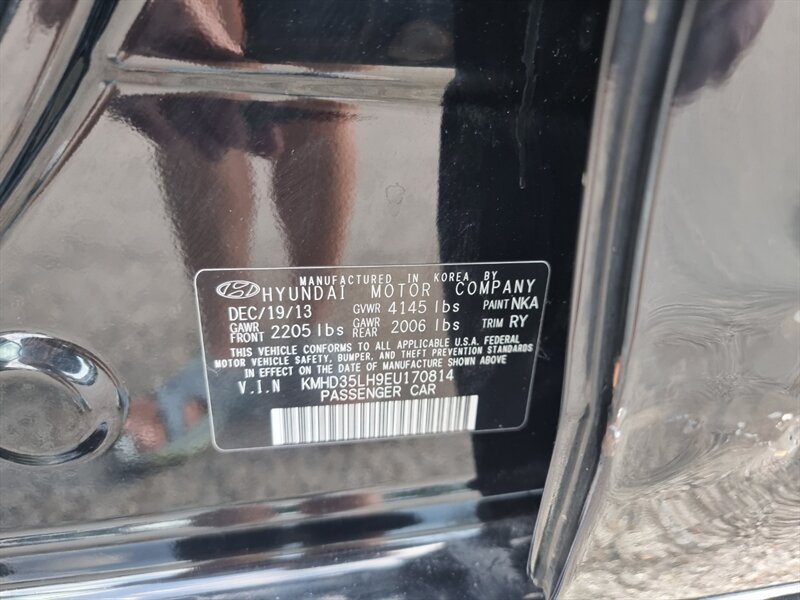 MANUFACTURED IN KOREA BY
HYUNDAI MOTOR COMPANY
DEC/19/13 GVWR 4145 lbs PAINT NKA
GAWR FRONT 2205 lbs GAWR REAR 2006 lbs TRIM RY
THIS VEHICLE CONFORMS TO ALL APPLICABLE U.S.A. FEDERAL
MOTOR VEHICLE SAFETY, BUMPER, AND THEFT PREVENTION STANDARDS
IN EFFECT ON THE DATE OF MANUFACTURE SHOWN ABOVE
V.I.N KMHD35LH9EU170814
PASSENGER CAR